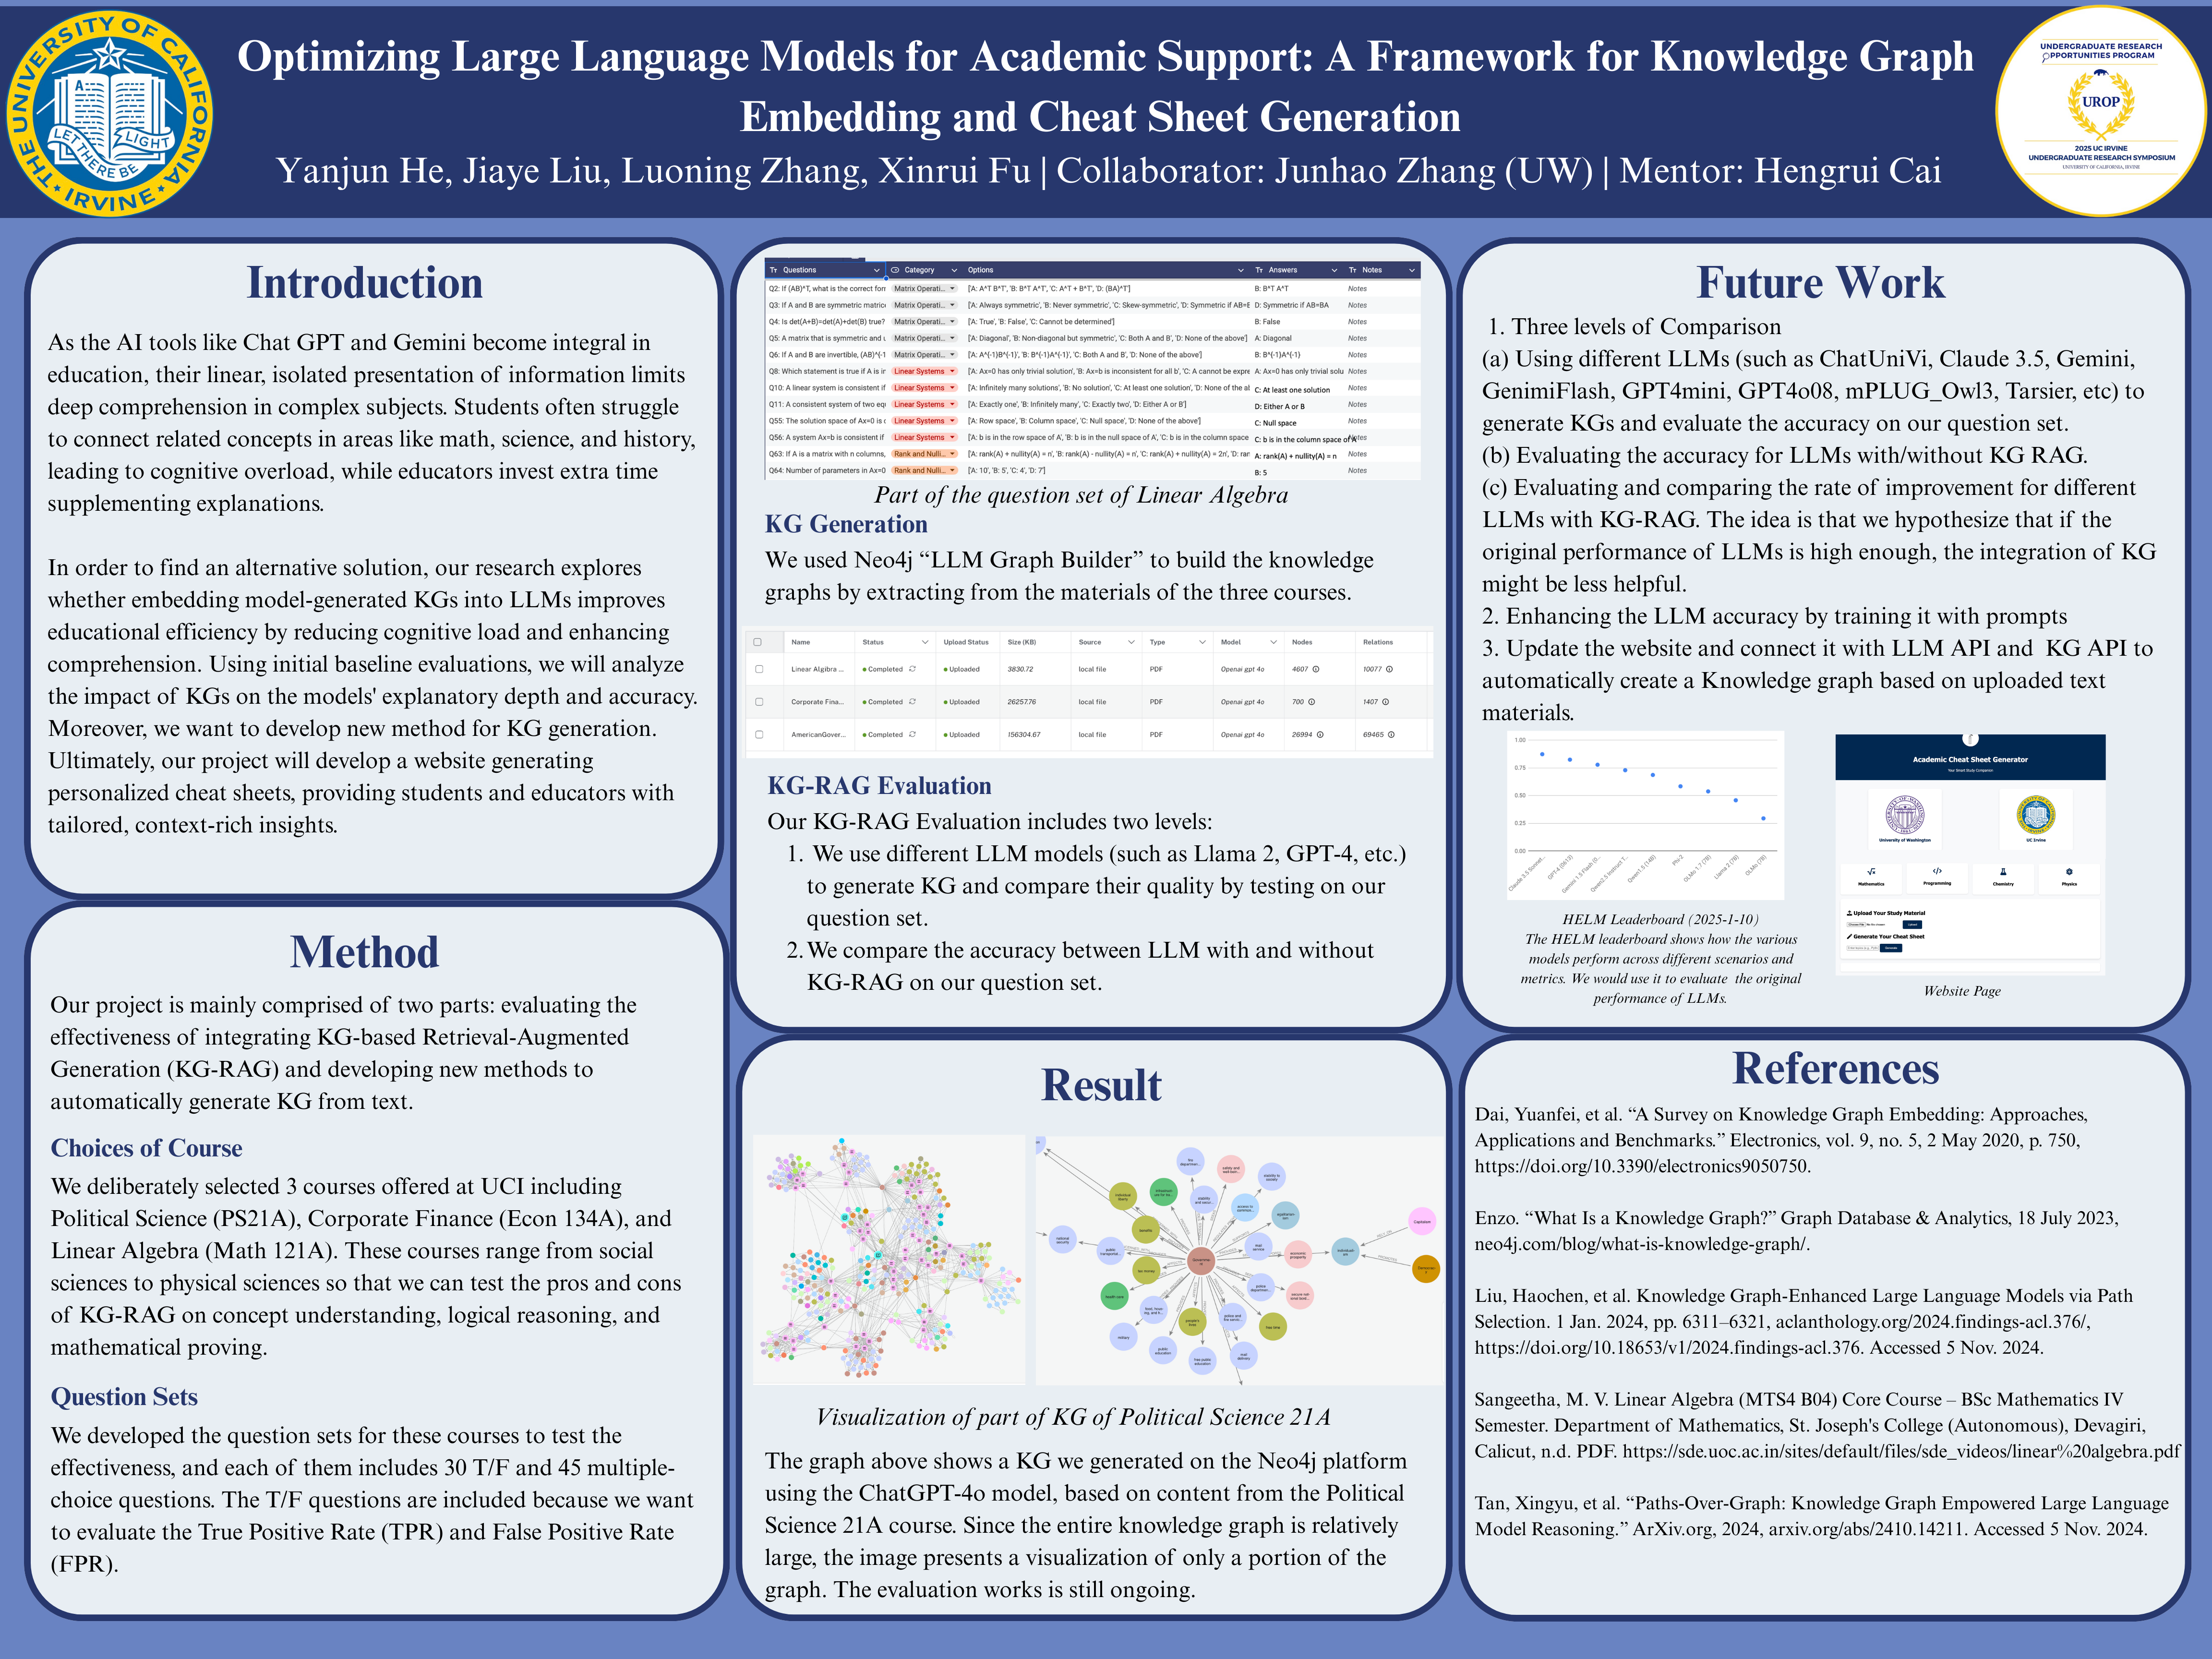 THE UNIVERSITY OF CALIFORNIA
LET THERE BE LIGHT
IRVINE
Optimizing Large Language Models for Academic Support: A Framework for Knowledge Graph
Embedding and Cheat Sheet Generation
Yanjun He, Jiaye Liu, Luoning Zhang, Xinrui Fu | Collaborator: Junhao Zhang (UW) | Mentor: Hengrui Cai
UNDERGRADUATE RESEARCH
OPPORTUNITIES PROGRAM
UROP
2025 UC IRVINE
UNDERGRADUATE RESEARCH SYMPOSIUM
UNIVERSITY OF CALIFORNIA, IRVINE
Introduction
As the AI tools like Chat GPT and Gemini become integral in
education, their linear, isolated presentation of information limits
deep comprehension in complex subjects. Students often struggle
to connect related concepts in areas like math, science, and history,
leading to cognitive overload, while educators invest extra time
supplementing explanations.
In order to find an alternative solution, our research explores
whether embedding model-generated KGs into LLMs improves
educational efficiency by reducing cognitive load and enhancing
comprehension. Using initial baseline evaluations, we will analyze
the impact of KGs on the models' explanatory depth and accuracy.
Moreover, we want to develop new method for KG generation.
Ultimately, our project will develop a website generating
personalized cheat sheets, providing students and educators with
tailored, context-rich insights.
Method
Our project is mainly comprised of two parts: evaluating the
effectiveness of integrating KG-based Retrieval-Augmented
Generation (KG-RAG) and developing new methods to
automatically generate KG from text.
Choices of Course
We deliberately selected 3 courses offered at UCI including
Political Science (PS21A), Corporate Finance (Econ 134A), and
Linear Algebra (Math 121A). These courses range from social
sciences to physical sciences so that we can test the pros and cons
of KG-RAG on concept understanding, logical reasoning, and
mathematical proving.
Question Sets
We developed the question sets for these courses to test the
effectiveness, and each of them includes 30 T/F and 45 multiple-
choice questions. The T/F questions are included because we want
to evaluate the True Positive Rate (TPR) and False Positive Rate
(FPR).
Questions Category Options Answers Notes
Q2: If (AB)^T, what is the correct for ['A: A^T B^T', 'B: B^T A^T', 'C: A^T + B^T', 'D: (BA)^T'] B: B^T A^T Notes
Q3: If A and B are symmetric matric Matrix Operati... ['A: Always symmetric', 'B: Never symmetric', 'C: Skew-symmetric', 'D: Symmetric if AB=E D: Symmetric if AB=BA Notes
Q4: Is det(A+B)=det(A)+det(B) true? Matrix Operati... ['A: True', 'B: False', 'C: Cannot be determined'] B: False Notes
Q5: A matrix that is symmetric and Matrix Operati... ['A: Diagonal', 'B: Non-diagonal but symmetric', 'C: Both A and B', 'D: None of the above'] A: Diagonal Notes
Q6: If A and B are invertible, (AB)^{-1 Matrix Operati... ['A: A^{-1}B^{-1}', 'B: B^{-1}A^{-1}', 'C: Both A and B', 'D: None of the above'] B: B^{-1}A^{-1} Notes
Q8: Which statement is true if A is in Linear Systems ['A: Ax=0 has only trivial solution', 'B: Ax=b is inconsistent for all b', 'C: A cannot be expre A: Ax=0 has only trivial solu Notes
Q10: A linear system is consistent if Linear Systems ['A: Infinitely many solutions', 'B: No solution', 'C: At least one solution', 'D: None of the al C: At least one solution Notes
Q11: A consistent system of two equ Linear Systems ['A: Exactly one', 'B: Infinitely many', 'C: Exactly two', 'D: Either A or B'] D: Either A or B Notes
Q55: The solution space of Ax=0 is Linear Systems ['A: Row space', 'B: Column space', 'C: Null space', 'D: None of the above'] C: Null space Notes
Q56: A system Ax=b is consistent if Linear Systems ['A: b is in the row space of A', 'B: b is in the null space of A', 'C: b is in the column space C: b is in the column space of A Notes
Q63: If A is a matrix with n columns, Rank and Nulli... ['A: rank(A) + nullity(A) = n', 'B: rank(A) - nullity(A) = n', 'C: rank(A) + nullity(A) = 2n', 'D: ran A: rank(A) + nullity(A) = n Notes
Q64: Number of parameters in Ax=0 Rank and Nulli... ['A: 10', 'B: 5', 'C: 4', 'D: 7'] B: 5 Notes
Part of the question set of Linear Algebra
KG Generation
We used Neo4j “LLM Graph Builder” to build the knowledge
graphs by extracting from the materials of the three courses.
Name Status Upload Status Size (KB) Source Type Model Nodes Relations
Linear Algibra ... Completed Uploaded 3830.72 local file PDF Openai gpt 4o 4607 10077
Corporate Fina... Completed Uploaded 26257.76 local file PDF Openai gpt 4o 700 1407
AmericanGover... Completed Uploaded 156304.67 local file PDF Openai gpt 4o 26994 69465
KG-RAG Evaluation
Our KG-RAG Evaluation includes two levels:
1. We use different LLM models (such as Llama 2, GPT-4, etc.)
to generate KG and compare their quality by testing on our
question set.
2. We compare the accuracy between LLM with and without
KG-RAG on our question set.
Result
Visualization of part of KG of Political Science 21A
The graph above shows a KG we generated on the Neo4j platform
using the ChatGPT-4o model, based on content from the Political
Science 21A course. Since the entire knowledge graph is relatively
large, the image presents a visualization of only a portion of the
graph. The evaluation works is still ongoing.
Future Work
1. Three levels of Comparison
(a) Using different LLMs (such as ChatUniVi, Claude 3.5, Gemini,
GenimiFlash, GPT4mini, GPT4o08, mPLUG_Owl3, Tarsier, etc) to
generate KGs and evaluate the accuracy on our question set.
(b) Evaluating the accuracy for LLMs with/without KG RAG.
(c) Evaluating and comparing the rate of improvement for different
LLMs with KG-RAG. The idea is that we hypothesize that if the
original performance of LLMs is high enough, the integration of KG
might be less helpful.
2. Enhancing the LLM accuracy by training it with prompts
3. Update the website and connect it with LLM API and KG API to
automatically create a Knowledge graph based on uploaded text
materials.
1.00
0.75
0.50
0.25
0.00
Claude 3.5 Sonnet... GPT-4 (0613) Gemini 1.5 Flash (0... Qwen2.5 Instruct T... Qwen1.5 (14B) Phi-2 OLMo 1.7 (7B) Llama 2 (7B) OLMo (7B)
HELM Leaderboard (2025-1-10)
The HELM leaderboard shows how the various
models perform across different scenarios and
metrics. We would use it to evaluate the original
performance of LLMs.
Academic Cheat Sheet Generator
Your Smart Study Companion
University of Washington UC Irvine
Mathematics Programming Chemistry Physics
Upload Your Study Material
Generate Your Cheat Sheet
Website Page
References
Dai, Yuanfei, et al. “A Survey on Knowledge Graph Embedding: Approaches,
Applications and Benchmarks.” Electronics, vol. 9, no. 5, 2 May 2020, p. 750,
https://doi.org/10.3390/electronics9050750.
Enzo. “What Is a Knowledge Graph?” Graph Database & Analytics, 18 July 2023,
neo4j.com/blog/what-is-knowledge-graph/.
Liu, Haochen, et al. Knowledge Graph-Enhanced Large Language Models via Path
Selection. 1 Jan. 2024, pp. 6311–6321, aclanthology.org/2024.findings-acl.376/,
https://doi.org/10.18653/v1/2024.findings-acl.376. Accessed 5 Nov. 2024.
Sangeetha, M. V. Linear Algebra (MTS4 B04) Core Course – BSc Mathematics IV
Semester. Department of Mathematics, St. Joseph's College (Autonomous), Devagiri,
Calicut, n.d. PDF. https://sde.uoc.ac.in/sites/default/files/sde_videos/linear%20algebra.pdf
Tan, Xingyu, et al. “Paths-Over-Graph: Knowledge Graph Empowered Large Language
Model Reasoning.” ArXiv.org, 2024, arxiv.org/abs/2410.14211. Accessed 5 Nov. 2024.